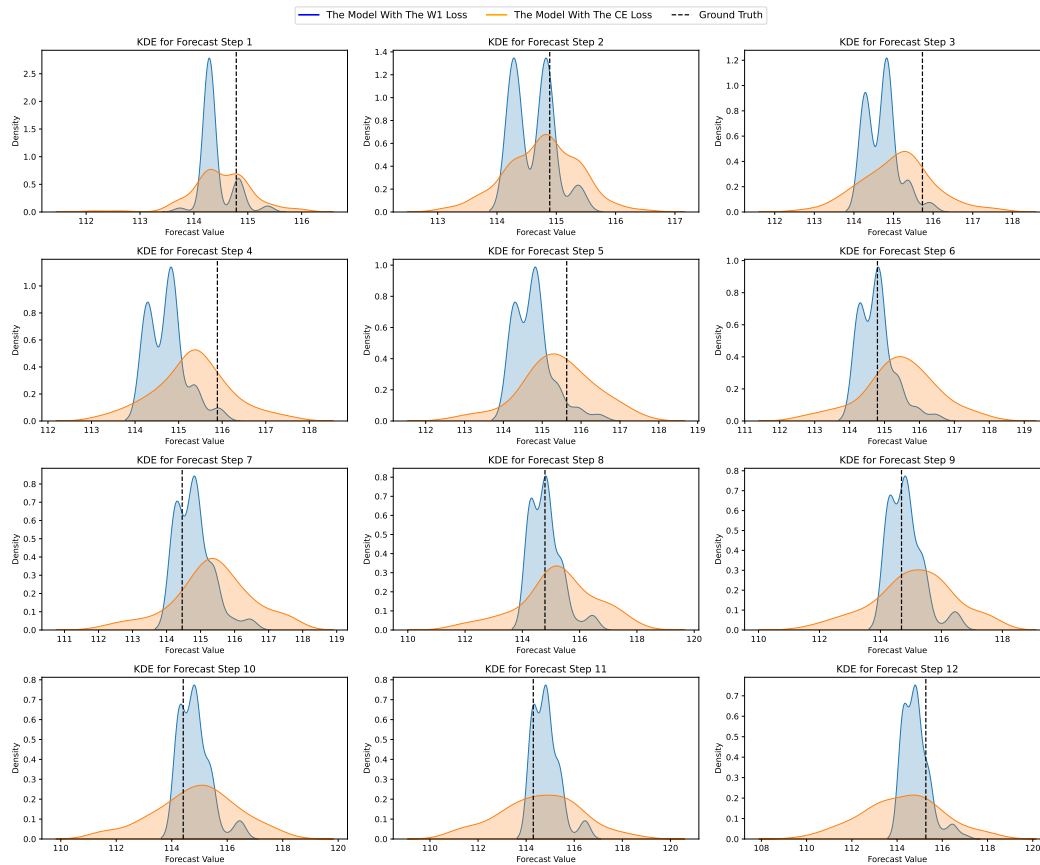 The Model With The W1 Loss The Model With The CE Loss Ground Truth
KDE for Forecast Step 1 KDE for Forecast Step 2 KDE for Forecast Step 3
Density Density Density
2.5 2.0 1.5 1.0 0.5 0.0
1.4 1.2 1.0 0.8 0.6 0.4 0.2 0.0
1.2 1.0 0.8 0.6 0.4 0.2 0.0
112 113 114 115 116
113 114 115 116 117
112 113 114 115 116 117 118
Forecast Value Forecast Value Forecast Value
KDE for Forecast Step 4 KDE for Forecast Step 5 KDE for Forecast Step 6
Density Density Density
1.0 0.8 0.6 0.4 0.2 0.0
1.0 0.8 0.6 0.4 0.2 0.0
1.0 0.8 0.6 0.4 0.2 0.0
112 113 114 115 116 117 118
112 113 114 115 116 117 118 119
111 112 113 114 115 116 117 118 119
Forecast Value Forecast Value Forecast Value
KDE for Forecast Step 7 KDE for Forecast Step 8 KDE for Forecast Step 9
Density Density Density
0.8 0.7 0.6 0.5 0.4 0.3 0.2 0.1 0.0
0.8 0.7 0.6 0.5 0.4 0.3 0.2 0.1 0.0
0.8 0.7 0.6 0.5 0.4 0.3 0.2 0.1 0.0
111 112 113 114 115 116 117 118 119
110 112 114 116 118 120
110 112 114 116 118
Forecast Value Forecast Value Forecast Value
KDE for Forecast Step 10 KDE for Forecast Step 11 KDE for Forecast Step 12
Density Density Density
0.8 0.7 0.6 0.5 0.4 0.3 0.2 0.1 0.0
0.8 0.7 0.6 0.5 0.4 0.3 0.2 0.1 0.0
0.7 0.6 0.5 0.4 0.3 0.2 0.1 0.0
110 112 114 116 118 120
110 112 114 116 118 120
108 110 112 114 116 118 120
Forecast Value Forecast Value Forecast Value